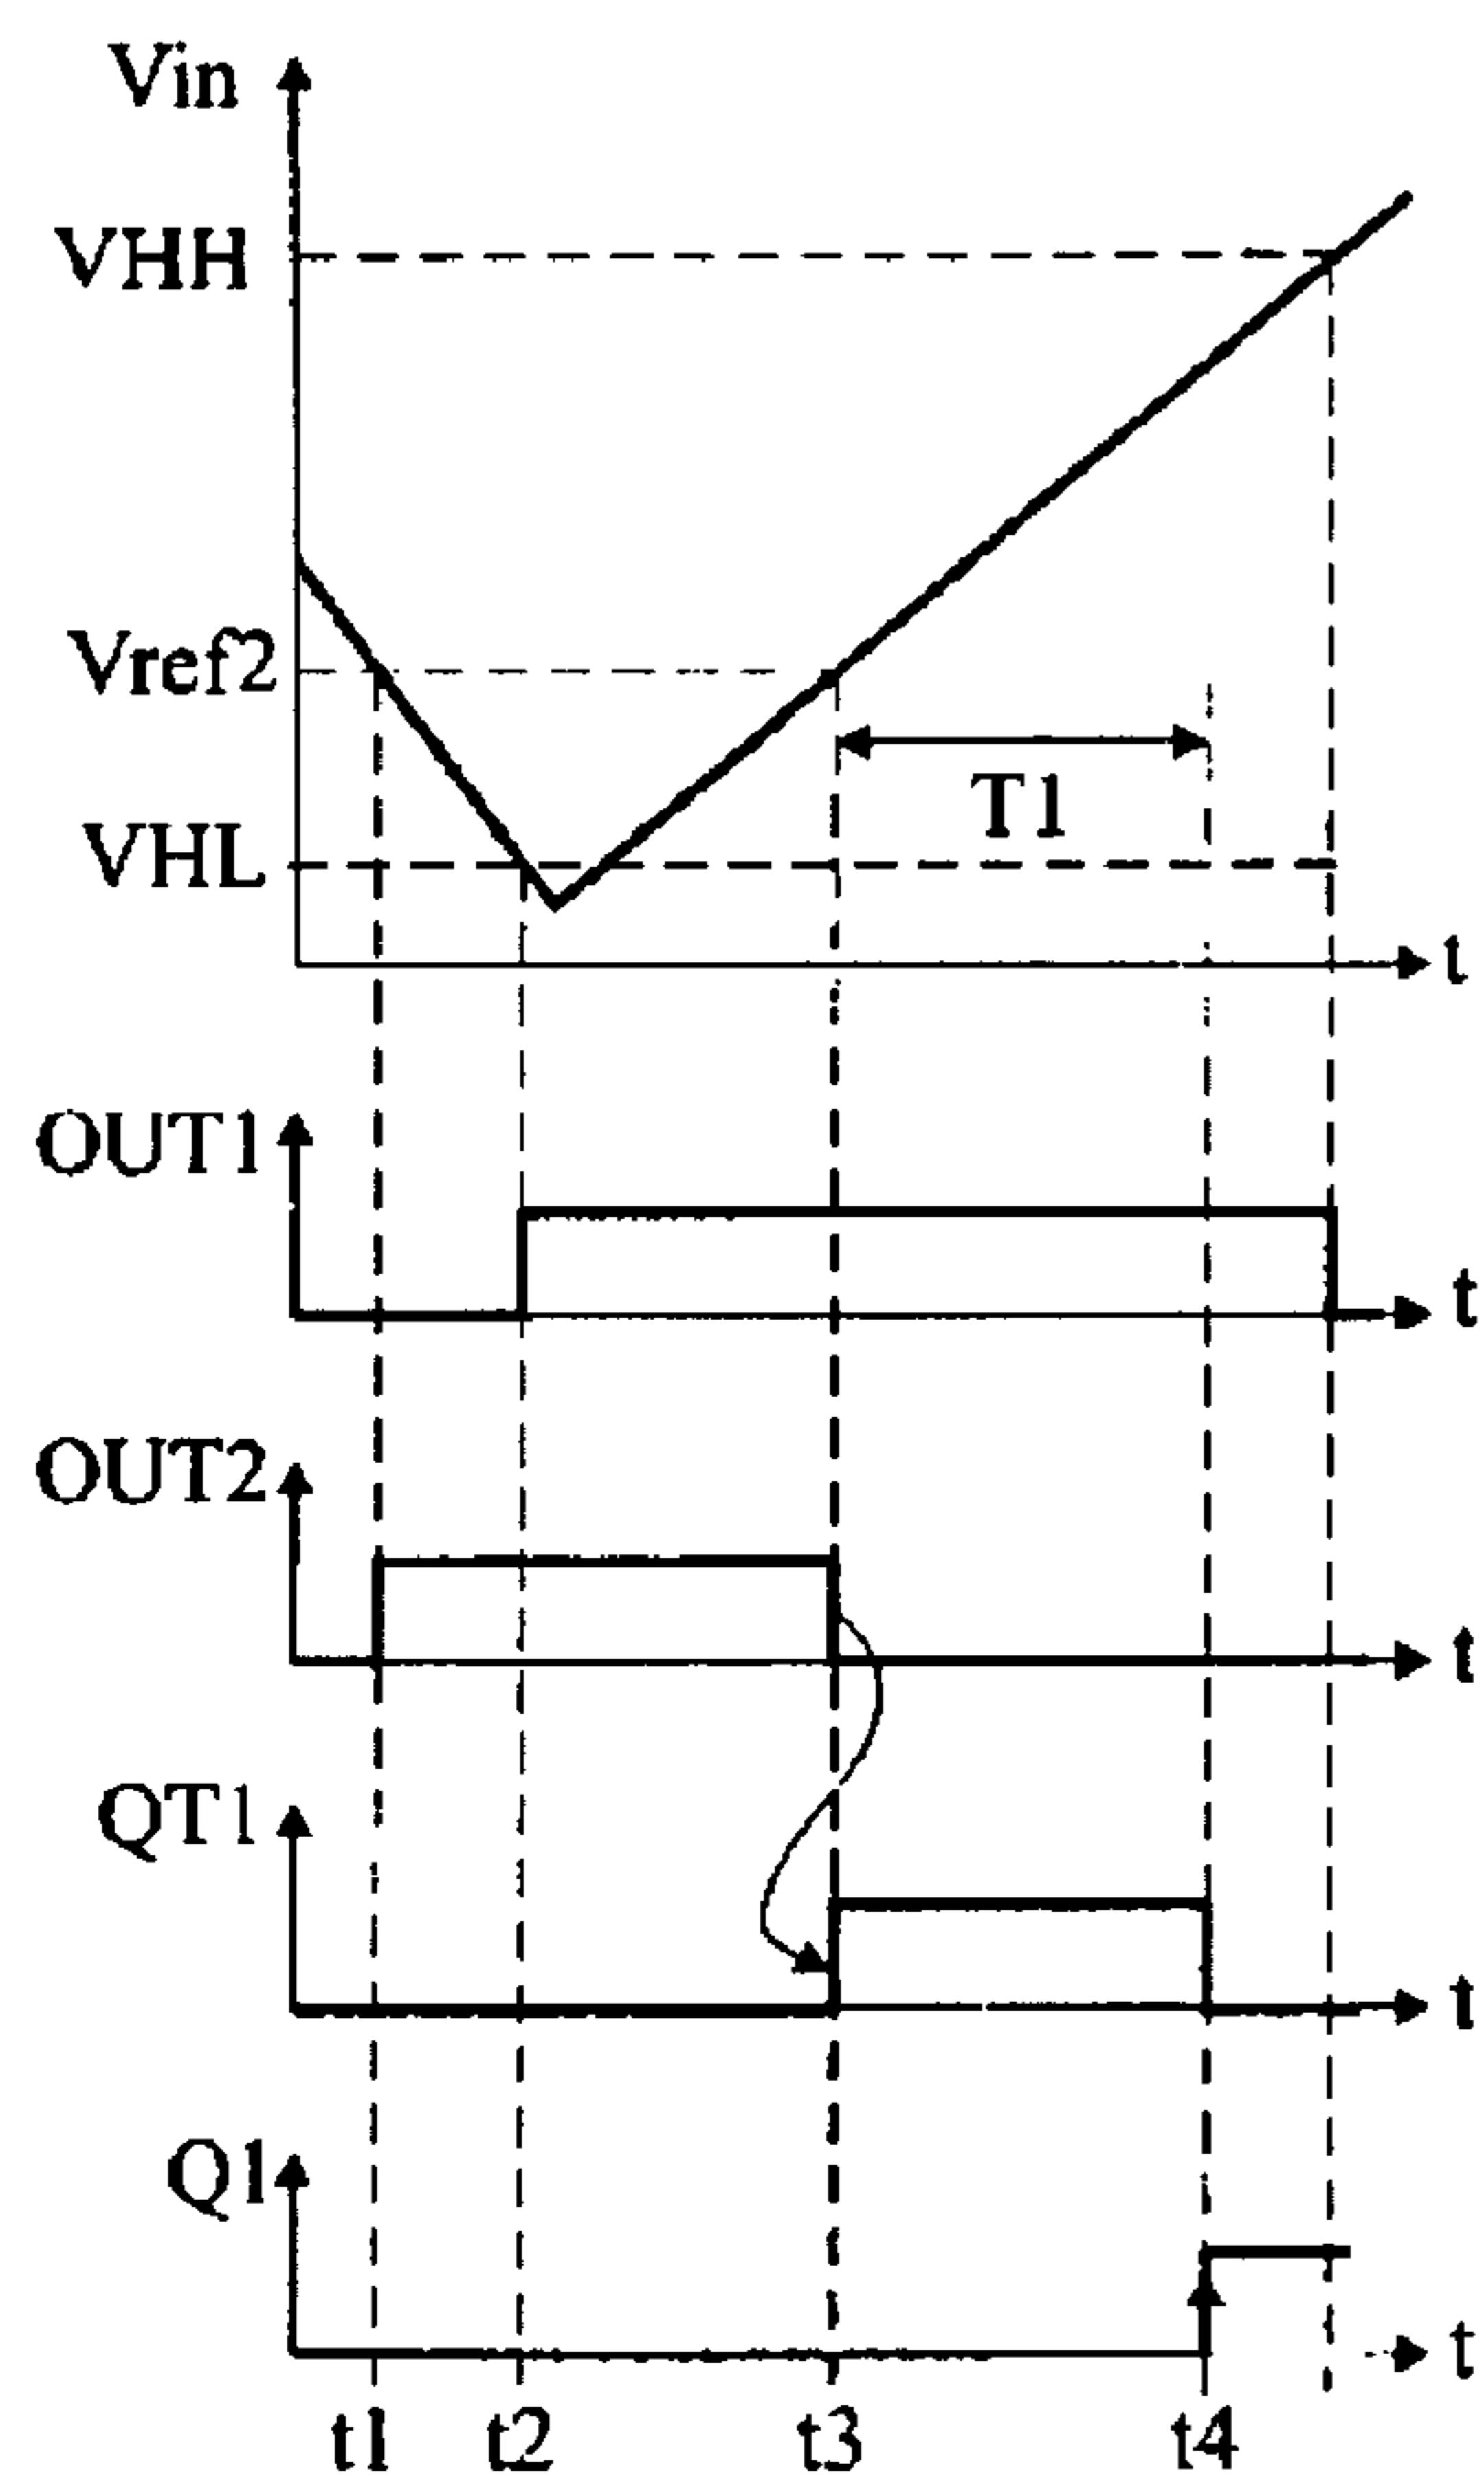 Vin
VHH
Vref2
T1
VHL
t
OUT1
t
OUT2
t
QT1
t
Q1
t
t1 t2 t3 t4